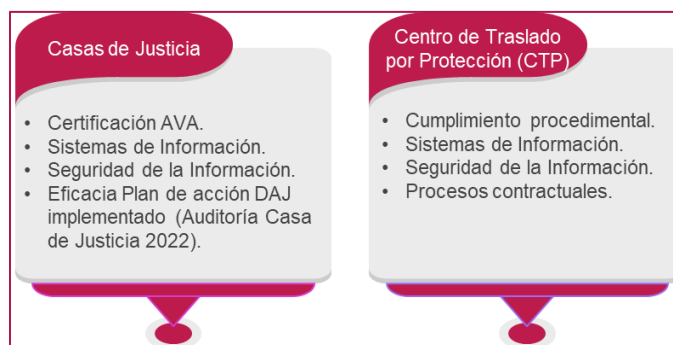 Casas de Justicia
• Certificación AVA.
• Sistemas de Información.
• Seguridad de la Información.
• Eficacia Plan de acción DAJ
implementado (Auditoría Casa
de Justicia 2022).
Centro de Traslado
por Protección (CTP)
• Cumplimiento procedimental.
• Sistemas de Información.
• Seguridad de la Información.
• Procesos contractuales.